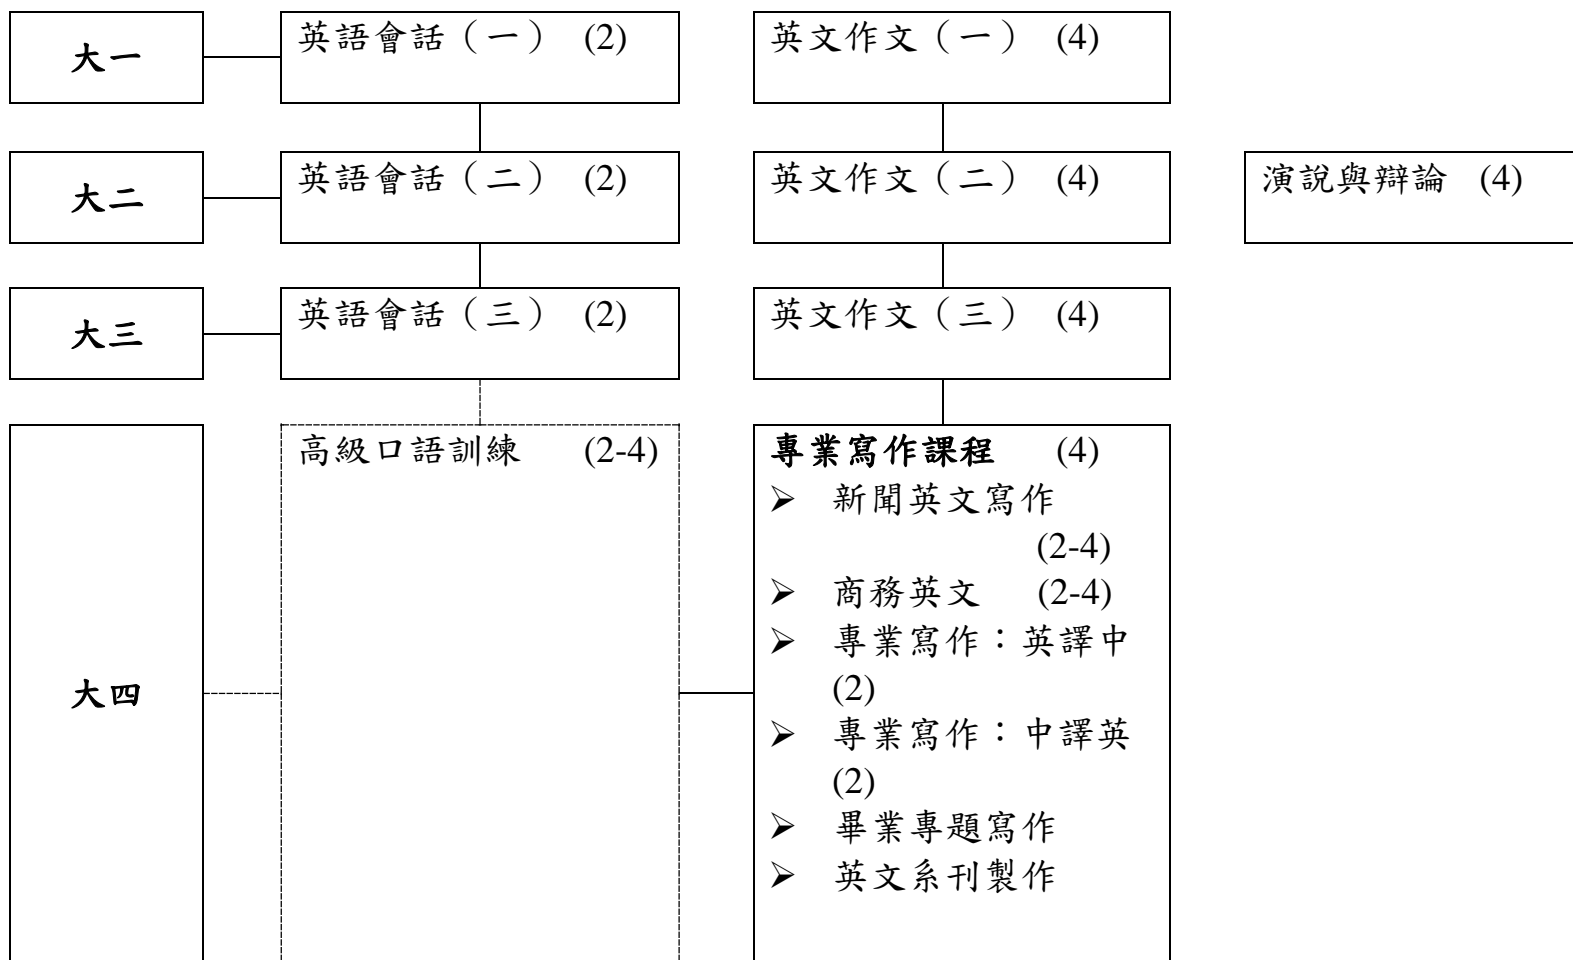 大一 英語會話（一） (2) 英文作文（一） (4)
大二 英語會話（二） (2) 英文作文（二） (4) 演說與辯論 (4)
大三 英語會話（三） (2) 英文作文（三） (4)
大四
高級口語訓練 (2-4)
專業寫作課程 (4)
➢ 新聞英文寫作
(2-4)
➢ 商務英文 (2-4)
➢ 專業寫作：英譯中
(2)
➢ 專業寫作：中譯英
(2)
➢ 畢業專題寫作
➢ 英文系刊製作